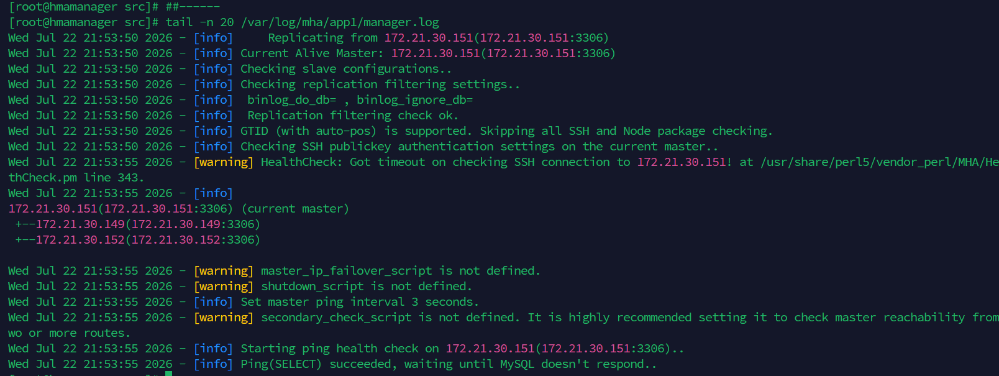 [root@hmamanager src]# ##------
[root@hmamanager src]# tail -n 20 /var/log/mha/app1/manager.log
Wed Jul 22 21:53:50 2026 - [info]     Replicating from 172.21.30.151(172.21.30.151:3306)
Wed Jul 22 21:53:50 2026 - [info] Current Alive Master: 172.21.30.151(172.21.30.151:3306)
Wed Jul 22 21:53:50 2026 - [info] Checking slave configurations..
Wed Jul 22 21:53:50 2026 - [info] Checking replication filtering settings..
Wed Jul 22 21:53:50 2026 - [info]  binlog_do_db= , binlog_ignore_db=
Wed Jul 22 21:53:50 2026 - [info]  Replication filtering check ok.
Wed Jul 22 21:53:50 2026 - [info] GTID (with auto-pos) is supported. Skipping all SSH and Node package checking.
Wed Jul 22 21:53:50 2026 - [info] Checking SSH publickey authentication settings on the current master..
Wed Jul 22 21:53:55 2026 - [warning] HealthCheck: Got timeout on checking SSH connection to 172.21.30.151! at /usr/share/perl5/vendor_perl/MHA/He
thCheck.pm line 343.
Wed Jul 22 21:53:55 2026 - [info]
172.21.30.151(172.21.30.151:3306) (current master)
 +--172.21.30.149(172.21.30.149:3306)
 +--172.21.30.152(172.21.30.152:3306)
Wed Jul 22 21:53:55 2026 - [warning] master_ip_failover_script is not defined.
Wed Jul 22 21:53:55 2026 - [warning] shutdown_script is not defined.
Wed Jul 22 21:53:55 2026 - [info] Set master ping interval 3 seconds.
Wed Jul 22 21:53:55 2026 - [warning] secondary_check_script is not defined. It is highly recommended setting it to check master reachability from
wo or more routes.
Wed Jul 22 21:53:55 2026 - [info] Starting ping health check on 172.21.30.151(172.21.30.151:3306)..
Wed Jul 22 21:53:55 2026 - [info] Ping(SELECT) succeeded, waiting until MySQL doesn't respond..